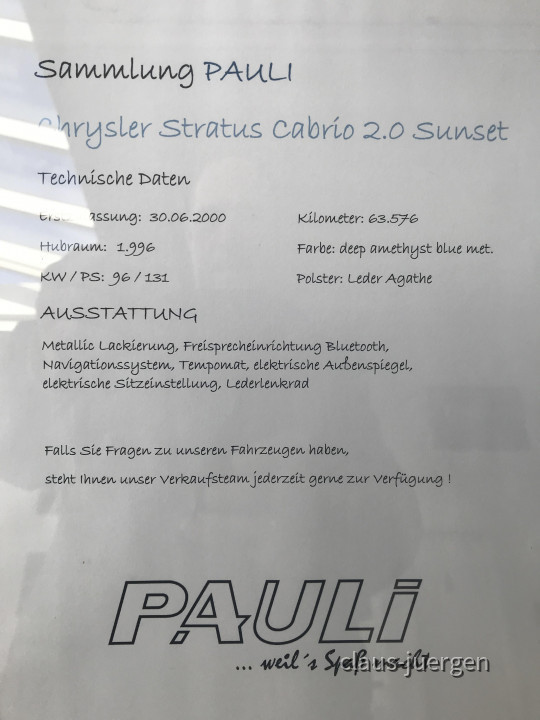 Sammlung PAULI
Chrysler Stratus Cabrio 2.0 Sunset
Technische Daten
Erstzulassung: 30.06.2000 Kilometer: 63.576
Hubraum: 1.996 Farbe: deep amethyst blue met.
KW / PS: 96 / 131 Polster: Leder Agathe
AUSSTATTUNG
Metallic Lackierung, Freisprecheinrichtung Bluetooth,
Navigationssystem, Tempomat, elektrische Außenspiegel,
elektrische Sitzeinstellung, Lederlenkrad
Falls Sie Fragen zu unseren Fahrzeugen haben,
steht Ihnen unser Verkaufsteam jederzeit gerne zur Verfügung !
PAULi
... weil´s Spaß macht
claus-juergen